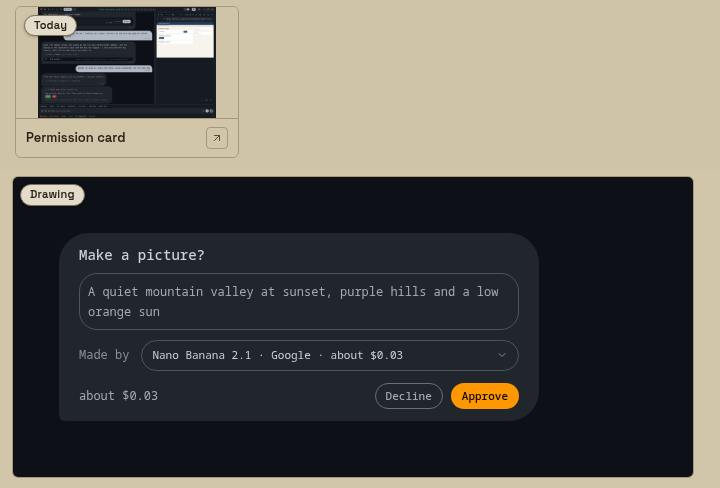 Today
Permission card
Drawing
Make a picture?
A quiet mountain valley at sunset, purple hills and a low
orange sun
Made by
Nano Banana 2.1 · Google · about $0.03
about $0.03
Decline
Approve